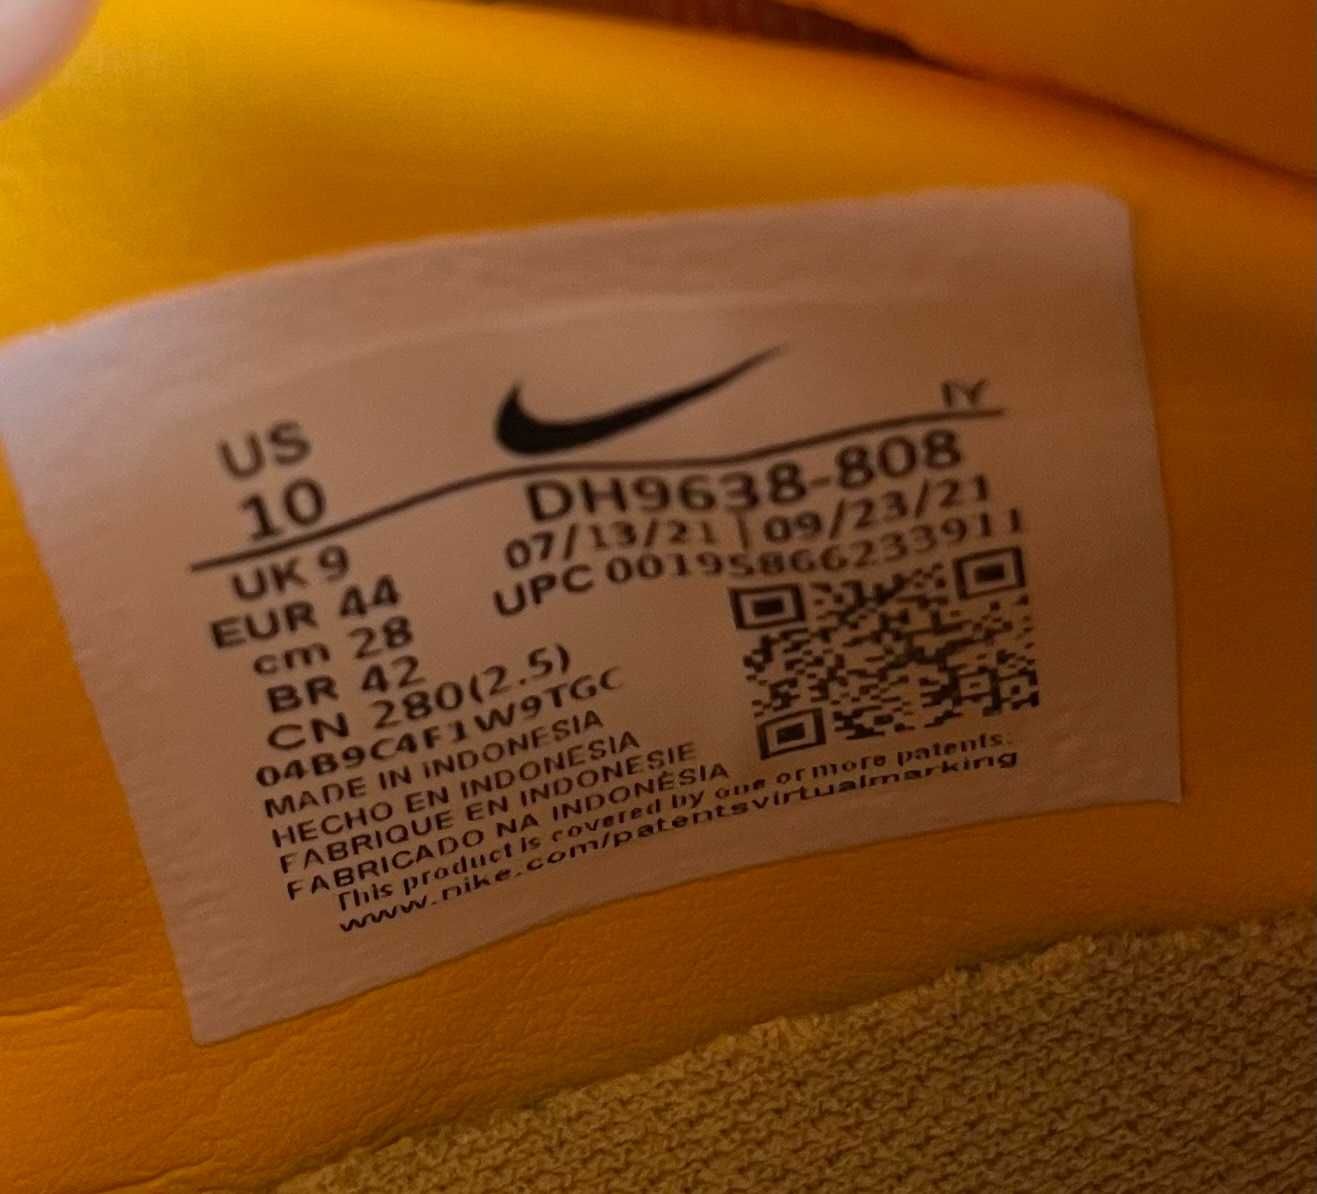 US
10
IY
UK 9
DH9638-808
EUR 44
07/13/21 | 09/23/21
cm 28
UPC 00195866233911
BR 42
CN 280(2.5)
04B9C4F1W9TGC
MADE IN INDONESIA
HECHO EN INDONESIA
FABRIQUE EN INDONESIE
FABRICADO NA INDONÉSIA
This product is covered by one or more patents.
www.nike.com/patentsvirtualmarking